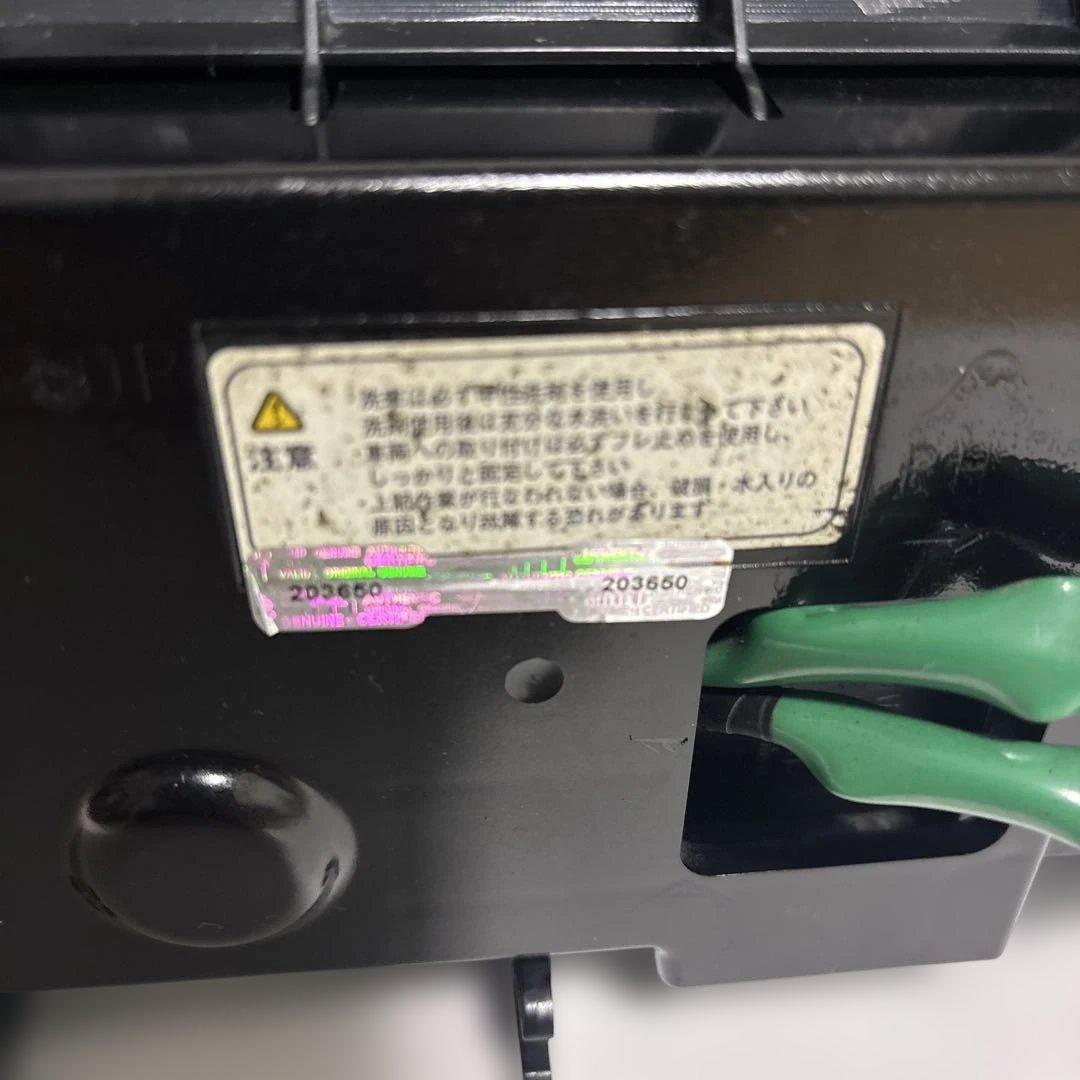 注意
・洗車は必ず中性洗剤を使用し
洗剤使用後は充分な水洗いを行なって下さい
・車両への取り付けは必ずフレ止めを使用し、
しっかりと固定して下さい
・上記作業が行なわれない場合、破損・水入りの
原因となり故障する恐れがあります
VALID ORIGINAL GENUINE
203650 203650
GENUINE
CERTIFIED